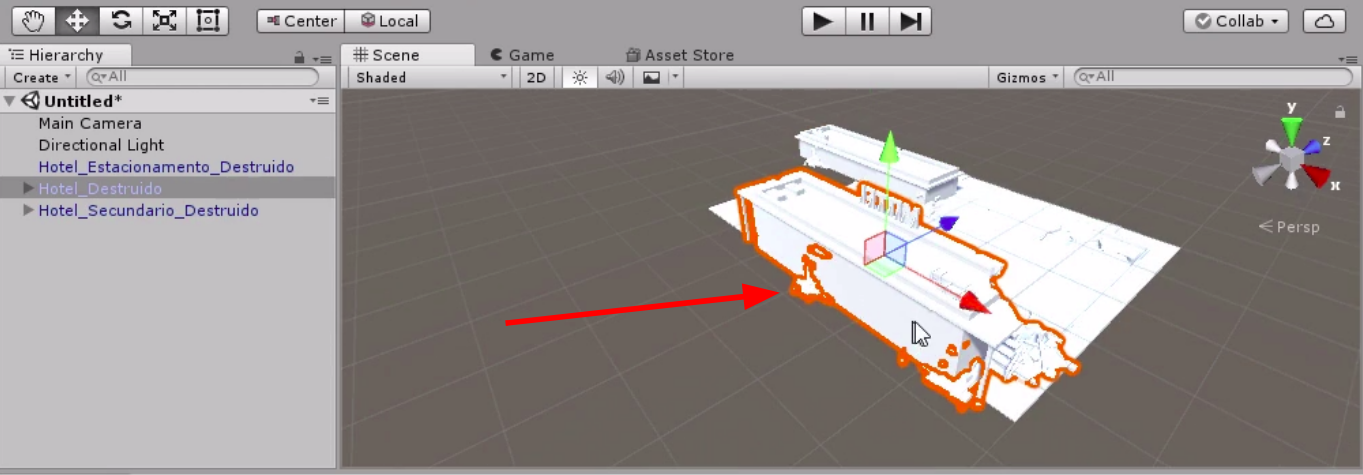 Center Local Collab
Hierarchy Scene Game Asset Store
Create All Shaded 2D Gizmos All
Untitled*
Main Camera
Directional Light
Hotel_Estacionamento_Destruido
Hotel_Destruido
Hotel_Secundario_Destruido
y
z
x
Persp